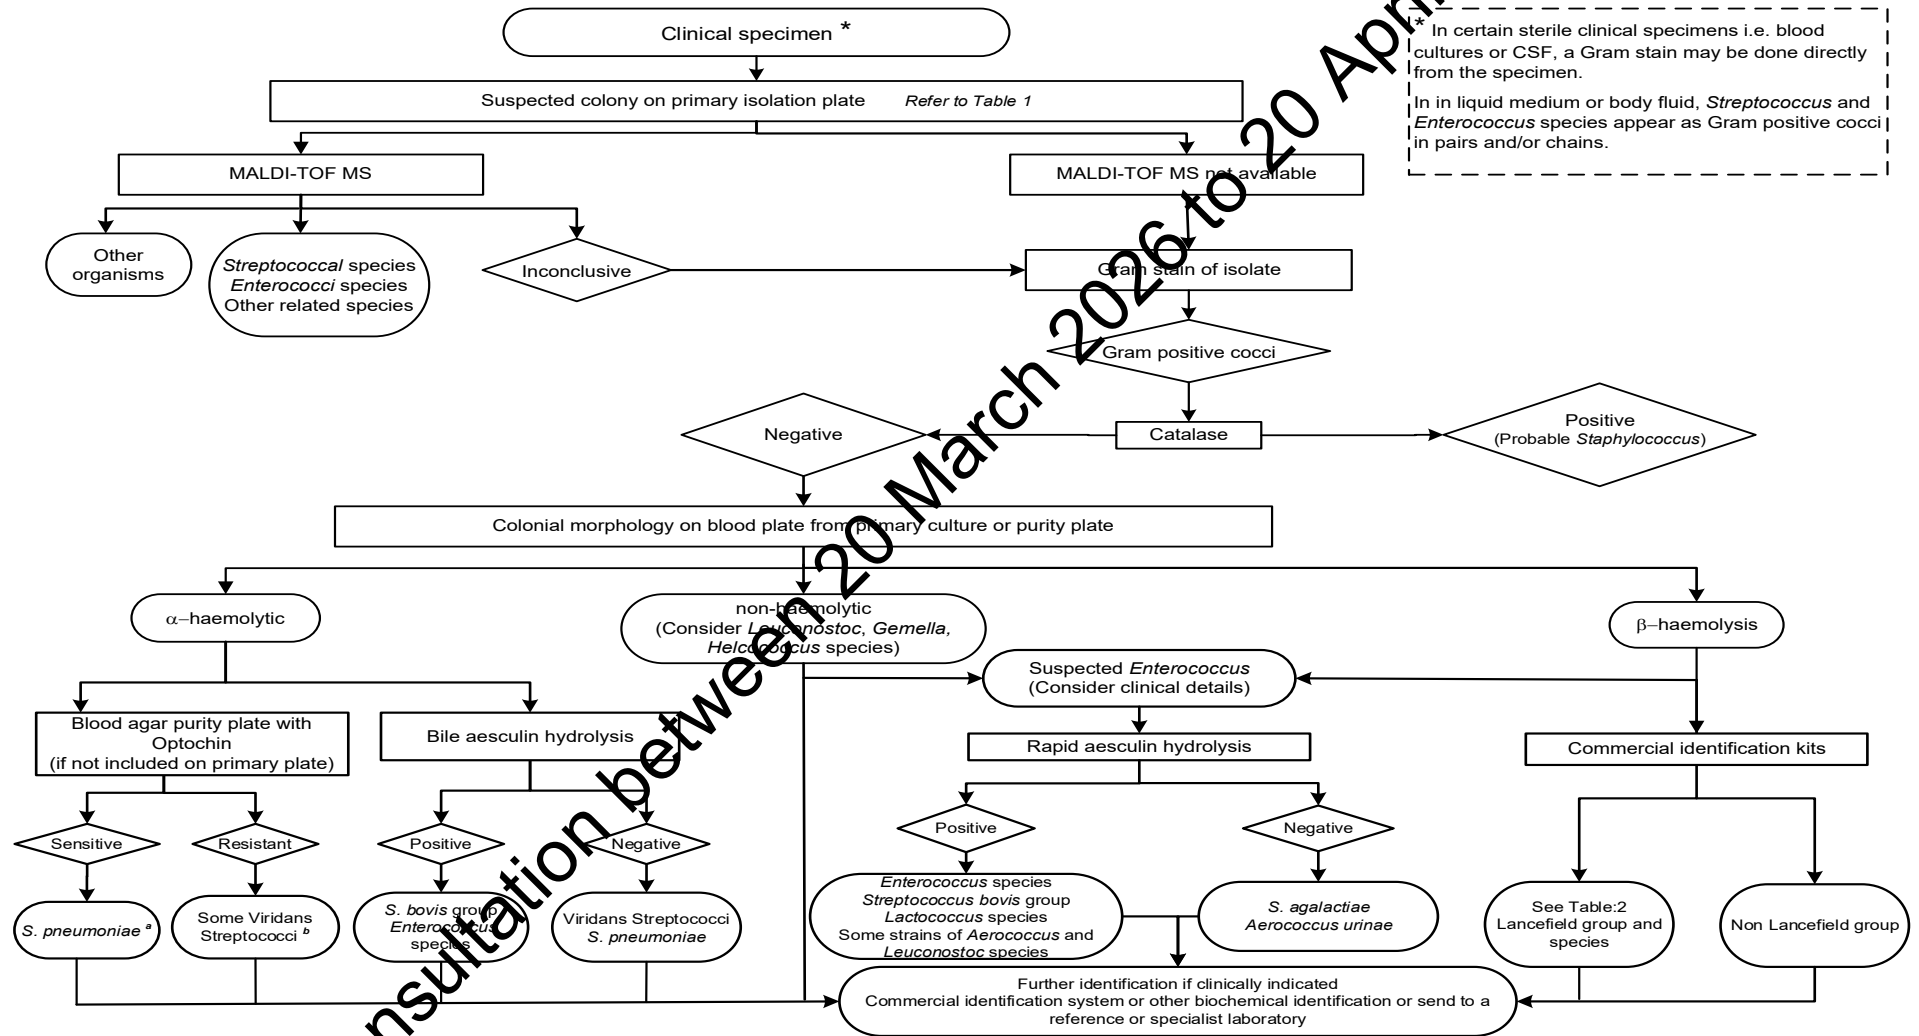 Clinical specimen *
* In certain sterile clinical specimens i.e. blood
cultures or CSF, a Gram stain may be done directly
from the specimen.
In in liquid medium or body fluid, Streptococcus and
Enterococcus species appear as Gram positive cocci
in pairs and/or chains.
Suspected colony on primary isolation plate Refer to Table 1
MALDI-TOF MS
MALDI-TOF MS not available
Other
organisms
Streptococcal species
Enterococci species
Other related species
Inconclusive
Gram stain of isolate
Gram positive cocci
Negative
Catalase
Positive
(Probable Staphylococcus)
Colonial morphology on blood plate from primary culture or purity plate
α–haemolytic
non-haemolytic
(Consider Leuconostoc, Gemella,
Helcococcus species)
β–haemolysis
Suspected Enterococcus
(Consider clinical details)
Blood agar purity plate with
Optochin
(if not included on primary plate)
Bile aesculin hydrolysis
Rapid aesculin hydrolysis
Commercial identification kits
Sensitive
Resistant
Positive
Negative
Positive
Negative
S. pneumoniae a
Some Viridans
Streptococci b
S. bovis group
Enterococcus
species
Viridans Streptococci
S. pneumoniae
Enterococcus species
Streptococcus bovis group
Lactococcus species
Some strains of Aerococcus and
Leuconostoc species
S. agalactiae
Aerococcus urinae
See Table:2
Lancefield group and
species
Non Lancefield group
Further identification if clinically indicated
Commercial identification system or other biochemical identification or send to a
reference or specialist laboratory
between 20 March 2026 to 20